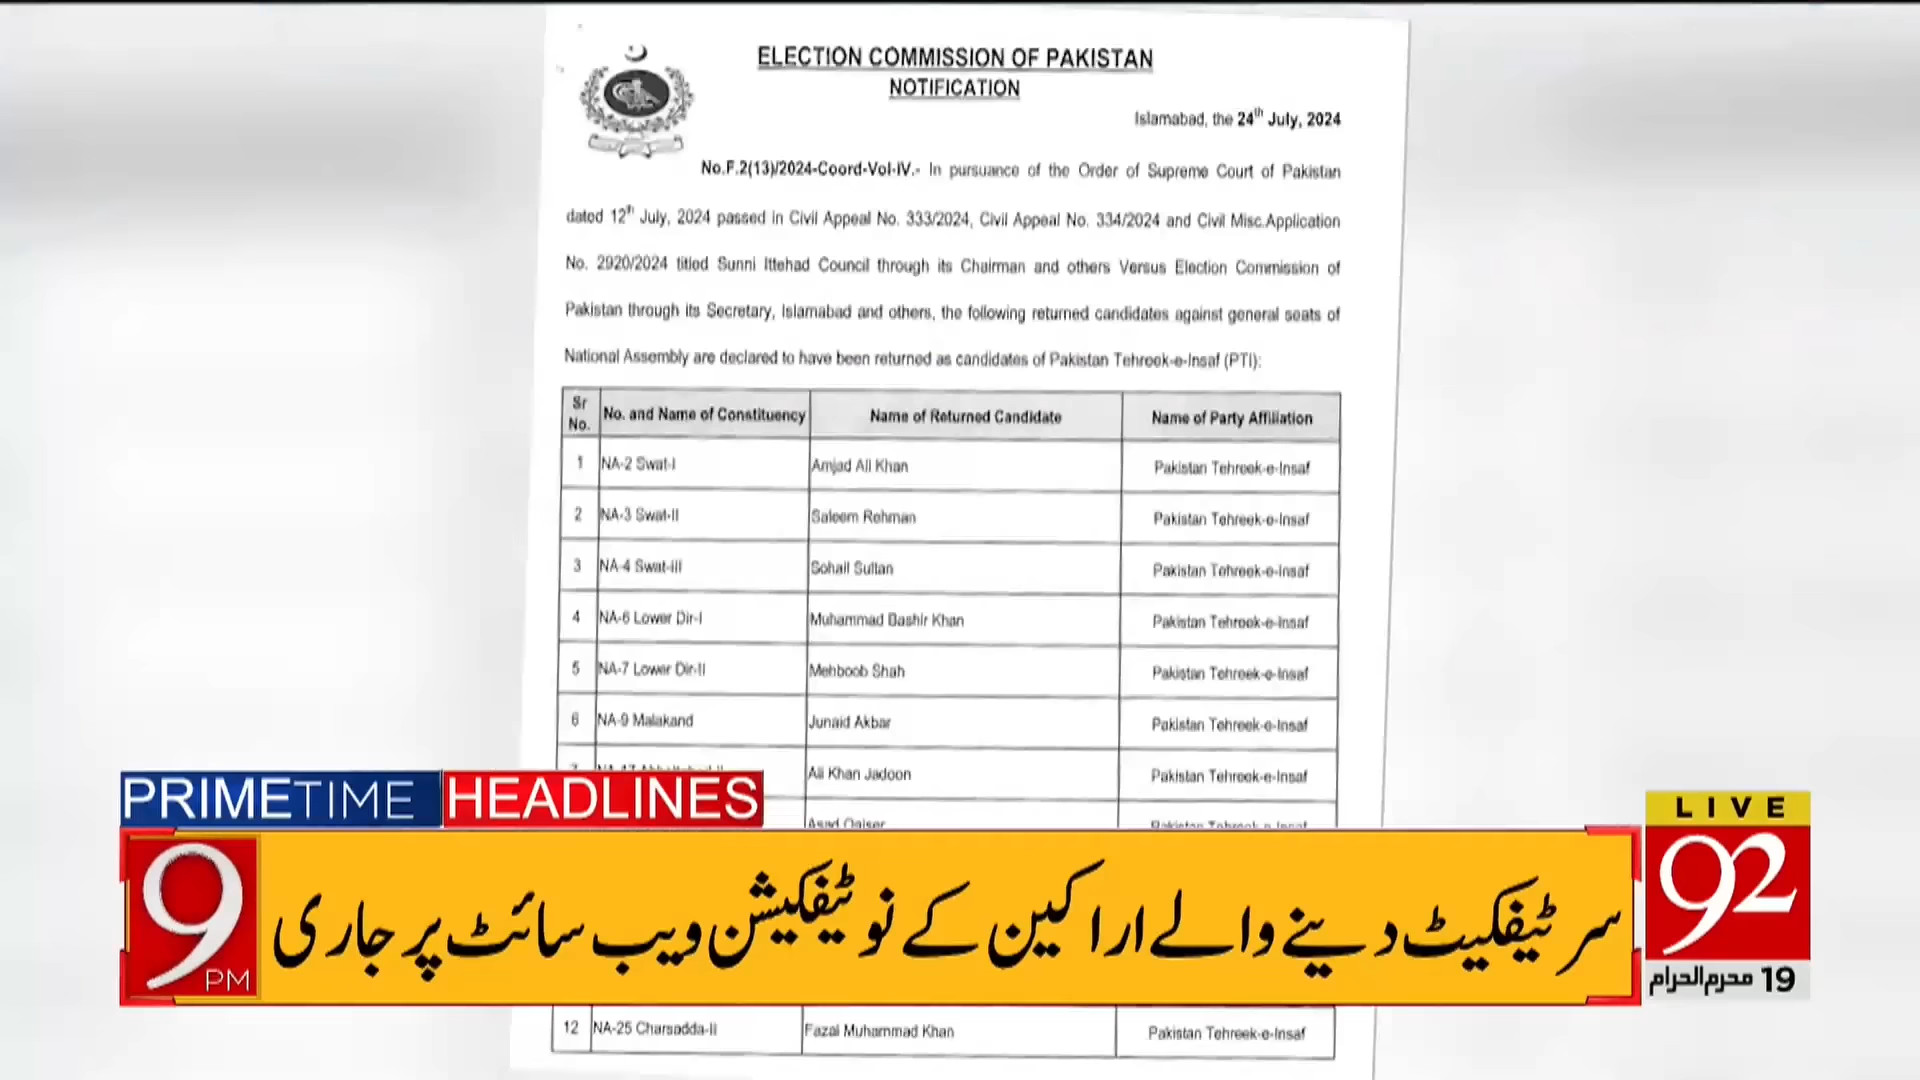 ELECTION COMMISSION OF PAKISTAN
NOTIFICATION
Islamabad, the 24th July, 2024
No.F.2(13)/2024-Coord-Vol-IV.- In pursuance of the Order of Supreme Court of Pakistan
dated 12th July, 2024 passed in Civil Appeal No. 333/2024, Civil Appeal No. 334/2024 and Civil Misc.Application
No. 2920/2024 titled Sunni Ittehad Council through its Chairman and others Versus Election Commission of
Pakistan through its Secretary, Islamabad and others, the following returned candidates against general seats of
National Assembly are declared to have been returned as candidates of Pakistan Tehreek-e-Insaf (PTI):
Sr No. No. and Name of Constituency Name of Returned Candidate Name of Party Affiliation
1 NA-2 Swat-I Amjad Ali Khan Pakistan Tehreek-e-Insaf
2 NA-3 Swat-II Saleem Rehman Pakistan Tehreek-e-Insaf
3 NA-4 Swat-III Sohail Sultan Pakistan Tehreek-e-Insaf
4 NA-6 Lower Dir-I Muhammad Bashir Khan Pakistan Tehreek-e-Insaf
5 NA-7 Lower Dir-II Mehboob Shah Pakistan Tehreek-e-Insaf
6 NA-9 Malakand Junaid Akbar Pakistan Tehreek-e-Insaf
Ali Khan Jadoon Pakistan Tehreek-e-Insaf
Asad Qaiser Pakistan Tehreek-e-Insaf
PRIMETIME HEADLINES
LIVE
92
9 PM
سرٹیفکیٹ دینے والے اراکین کے نوٹیفکیشن ویب سائٹ پر جاری
19 محرم الحرام
12 NA-25 Charsadda-II Fazal Muhammad Khan Pakistan Tehreek-e-Insaf